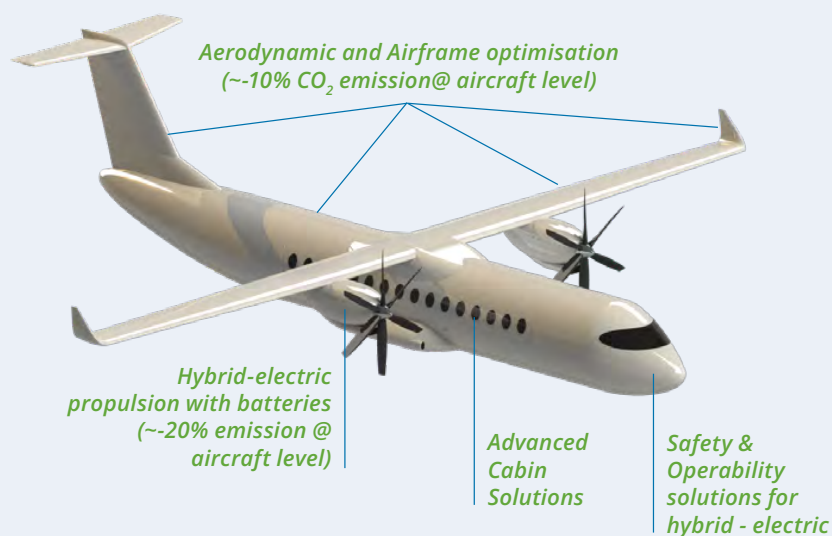 Aerodynamic and Airframe optimisation
(~-10% CO₂ emission@ aircraft level)
Hybrid-electric
propulsion with batteries
(~-20% emission @
aircraft level)
Advanced
Cabin
Solutions
Safety &
Operability
solutions for
hybrid - electric